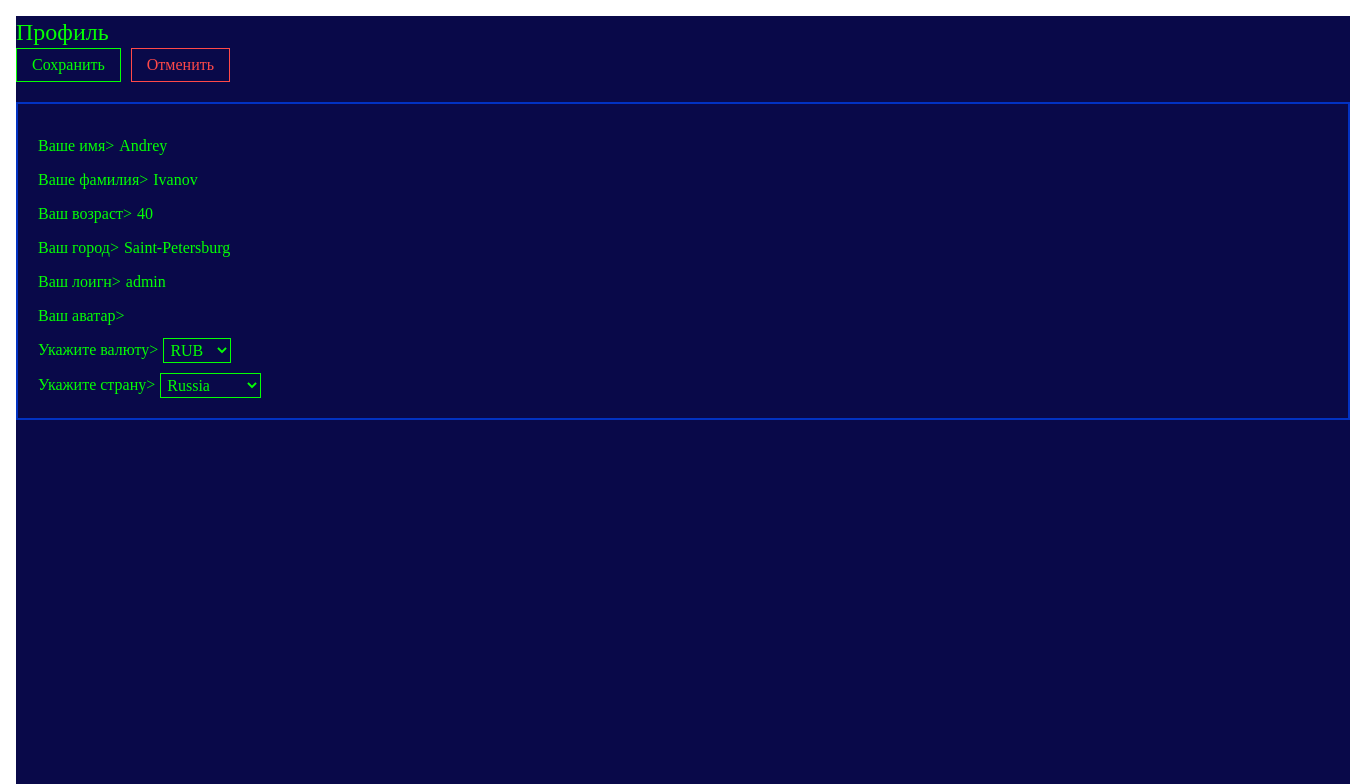 Профиль
Сохранить Отменить
Ваше имя> Andrey
Ваше фамилия> Ivanov
Ваш возраст> 40
Ваш город> Saint-Petersburg
Ваш лоигн> admin
Ваш аватар>
Укажите валюту> RUB
Укажите страну> Russia